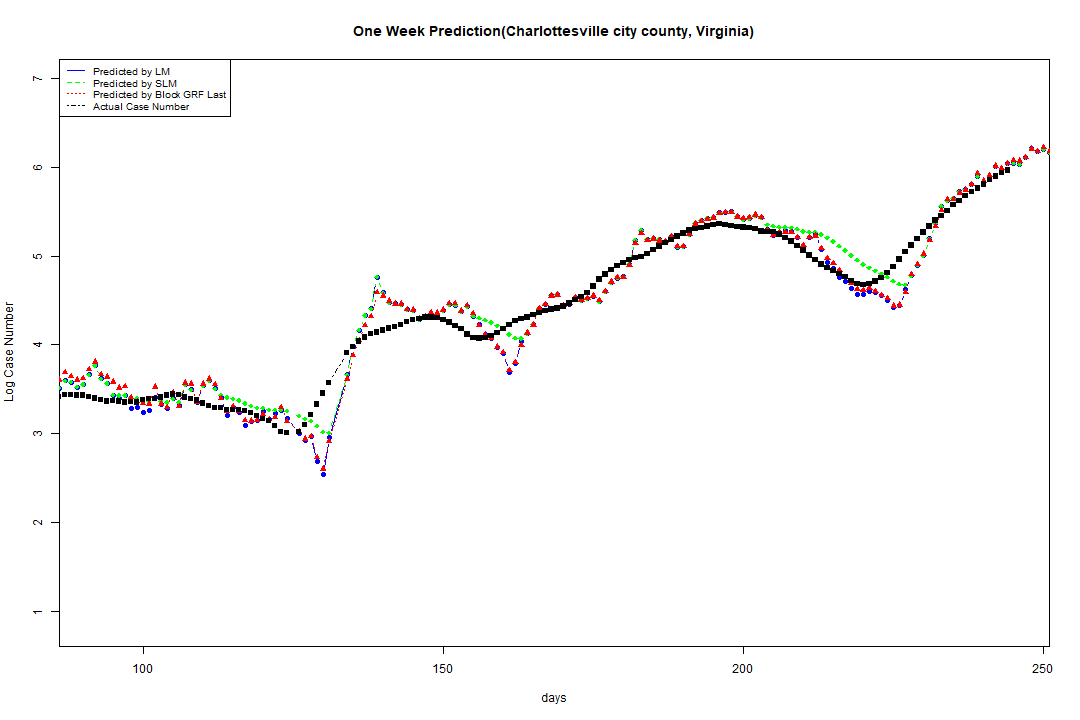 One Week Prediction(Charlottesville city county, Virginia)
Predicted by LM
Predicted by SLM
Predicted by Block GRF Last
Actual Case Number
7
6
5
4
3
2
1
Log Case Number
100 150 200 250
days